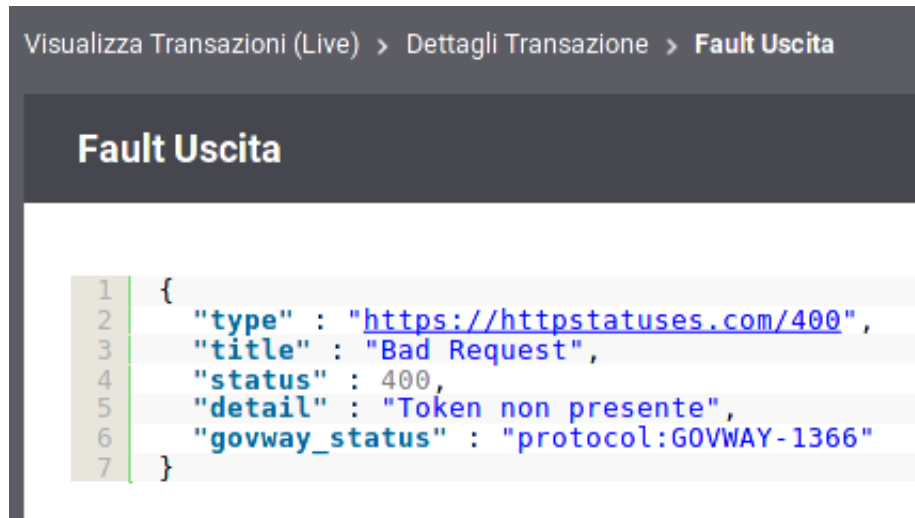 Visualizza Transazioni (Live) > Dettagli Transazione > Fault Uscita
Fault Uscita
1 {
2 "type" : "https://httpstatuses.com/400",
3 "title" : "Bad Request",
4 "status" : 400,
5 "detail" : "Token non presente",
6 "govway_status" : "protocol:GOVWAY-1366"
7 }